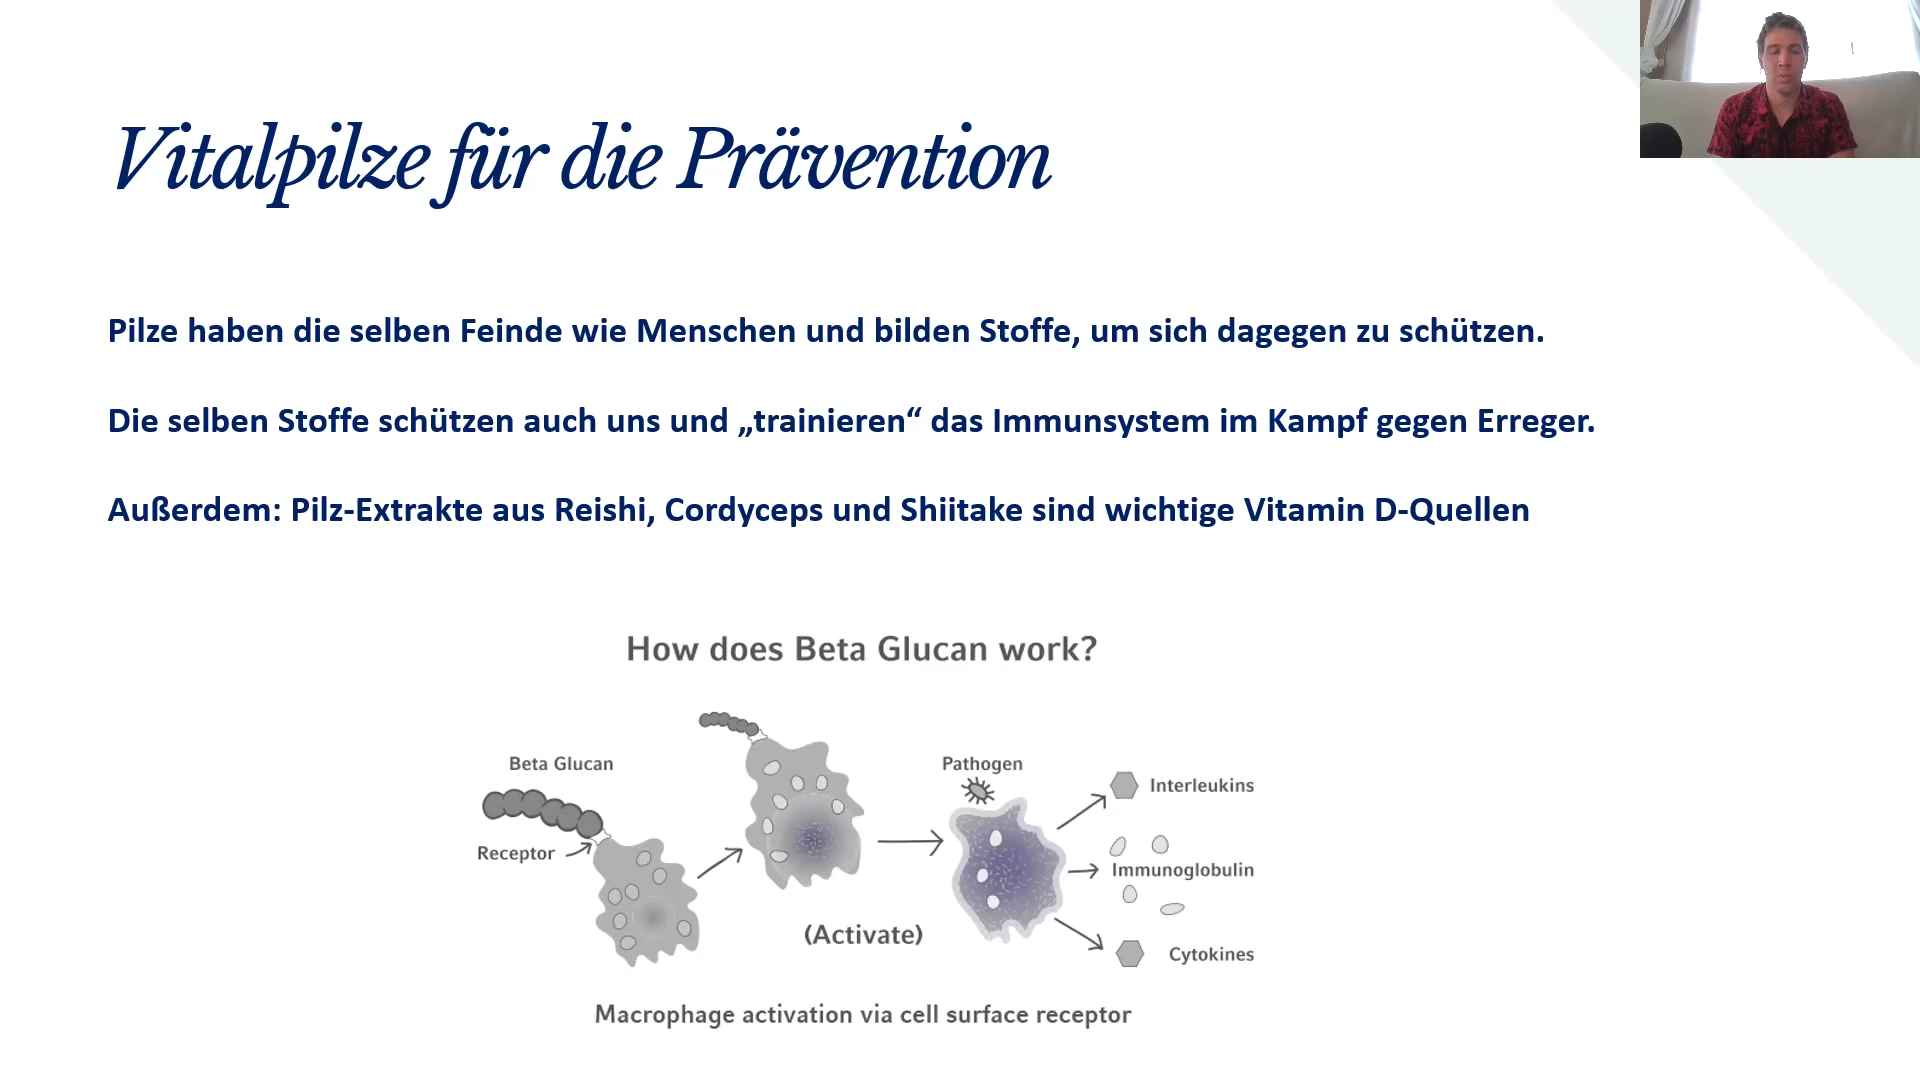 Vitalpilze für die Prävention
Pilze haben die selben Feinde wie Menschen und bilden Stoffe, um sich dagegen zu schützen.
Die selben Stoffe schützen auch uns und „trainieren“ das Immunsystem im Kampf gegen Erreger.
Außerdem: Pilz-Extrakte aus Reishi, Cordyceps und Shiitake sind wichtige Vitamin D-Quellen
How does Beta Glucan work?
Beta Glucan
Receptor
(Activate)
Pathogen
Interleukins
Immunoglobulin
Cytokines
Macrophage activation via cell surface receptor